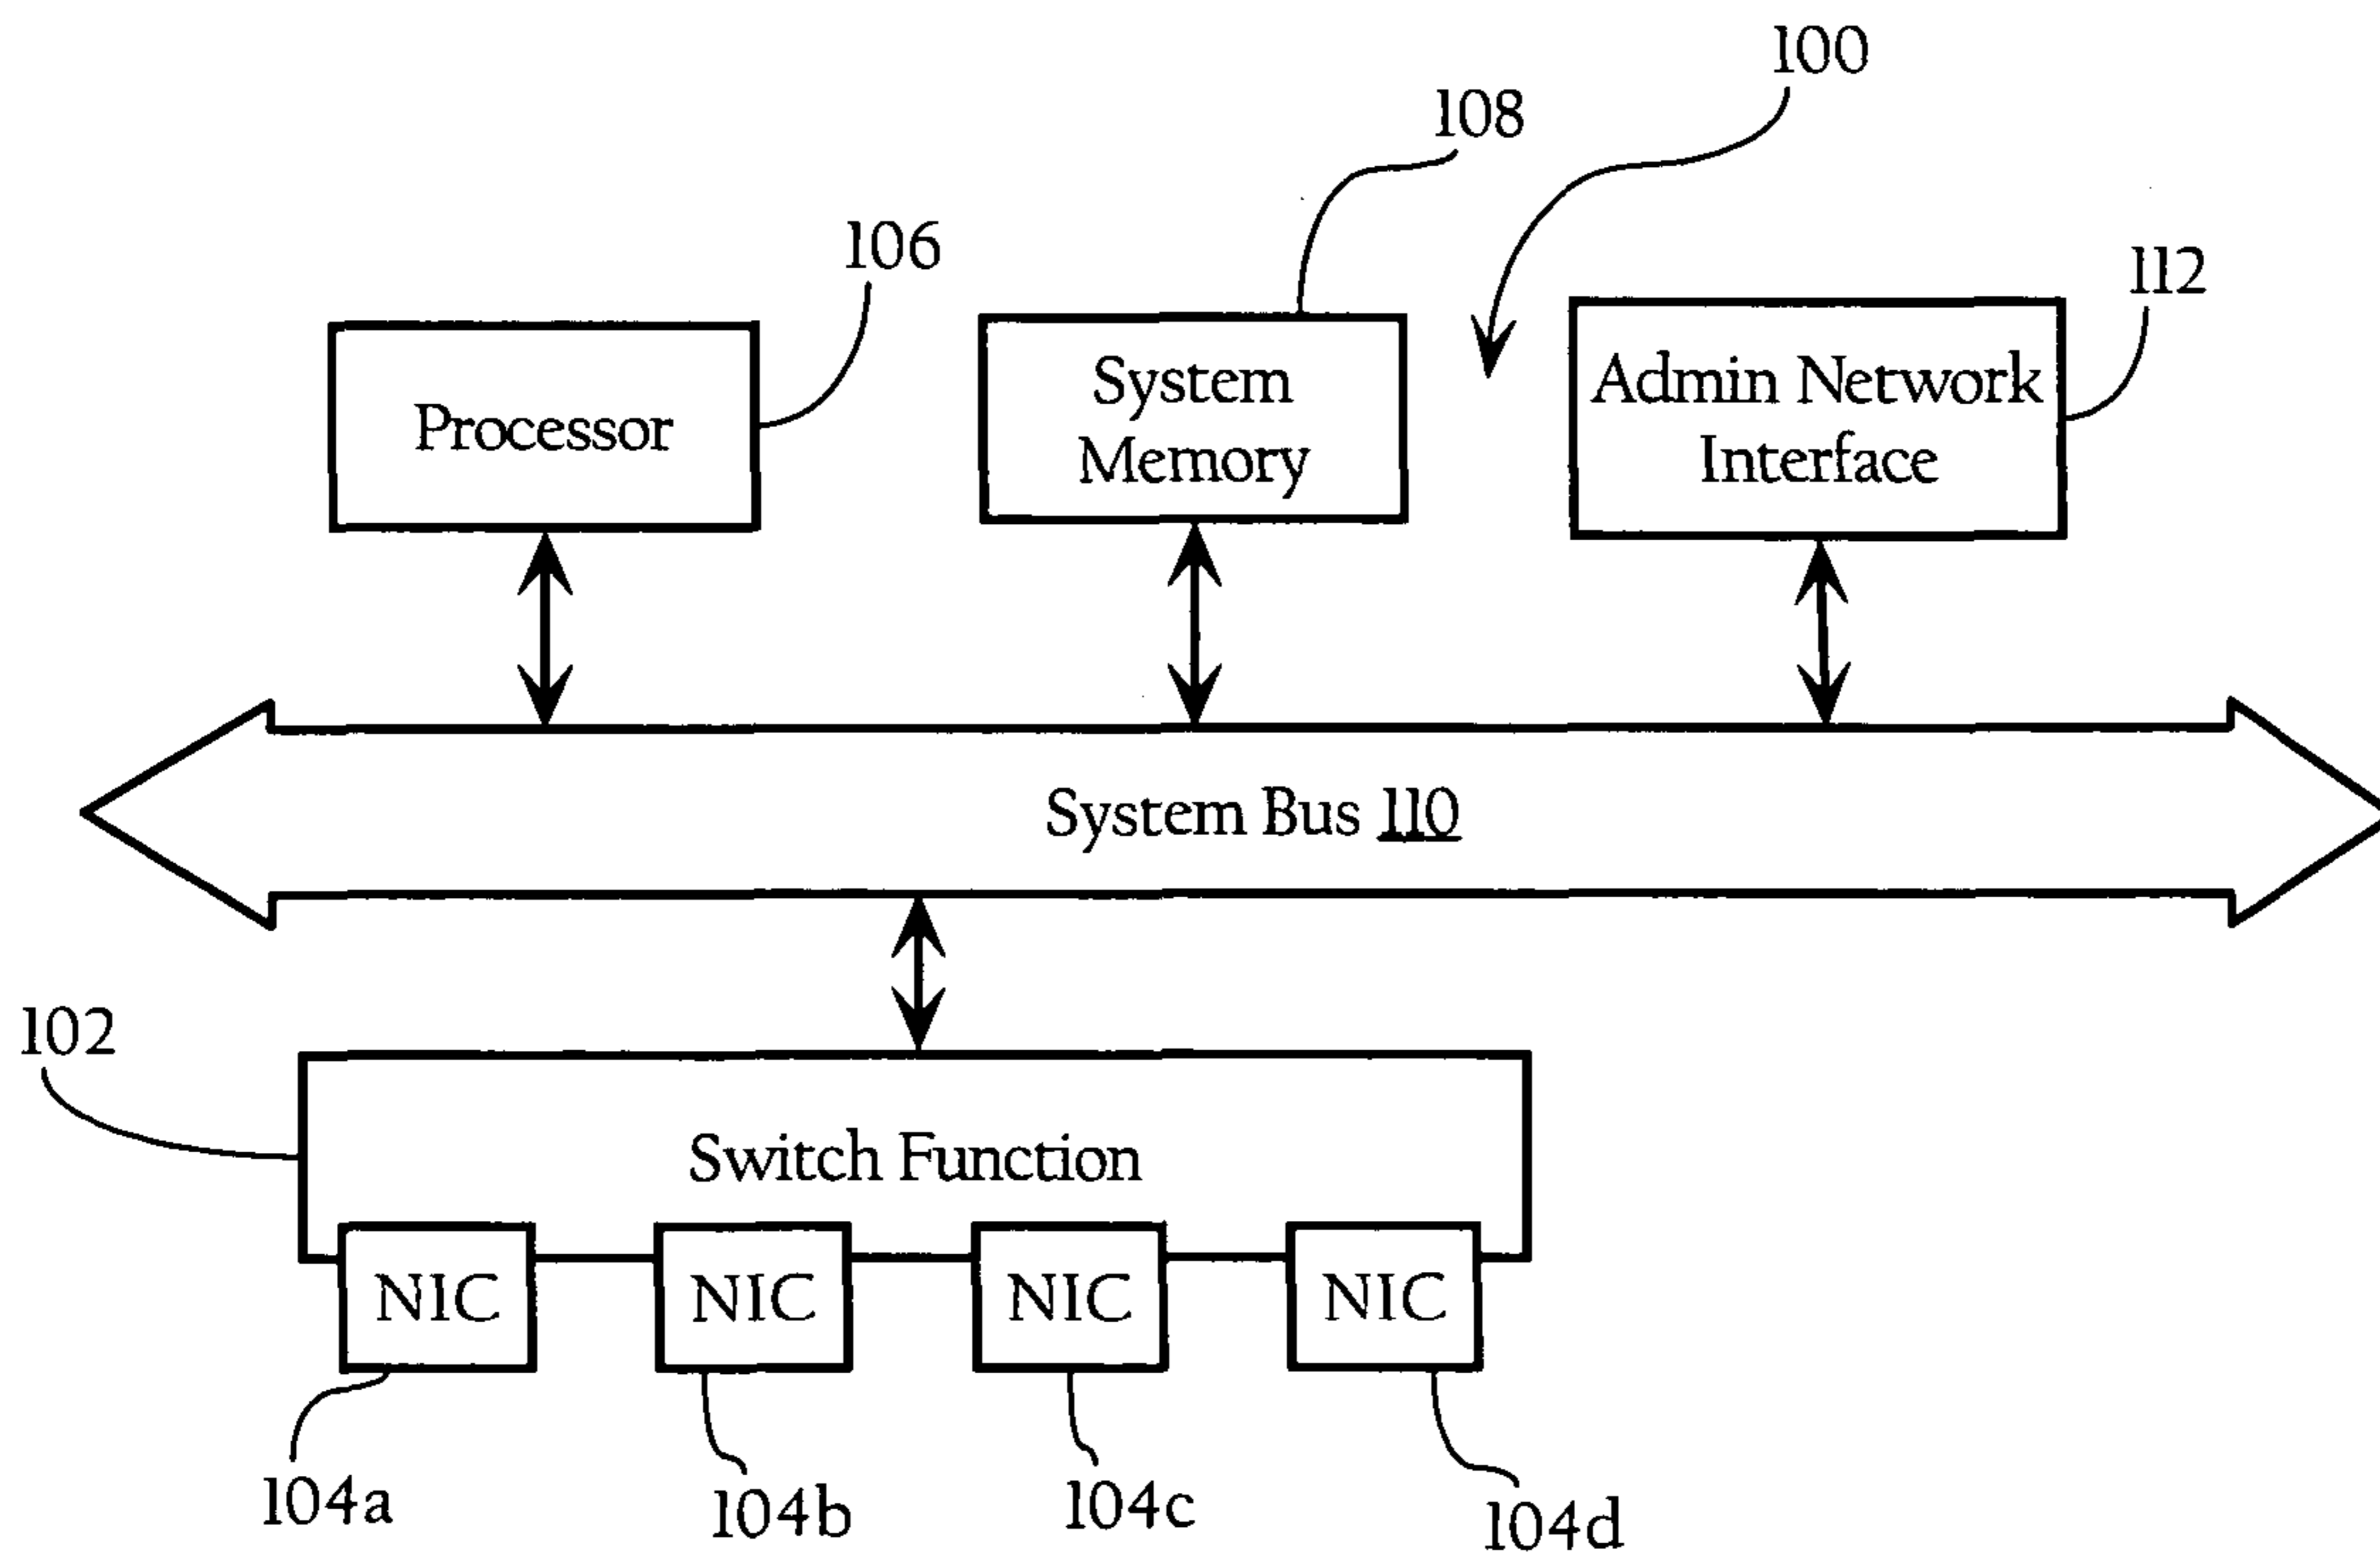 100
108
106
112
Processor
System
Memory
Admin Network
Interface
System Bus 110
102
Switch Function
NIC NIC NIC NIC
104a 104b 104c 104d